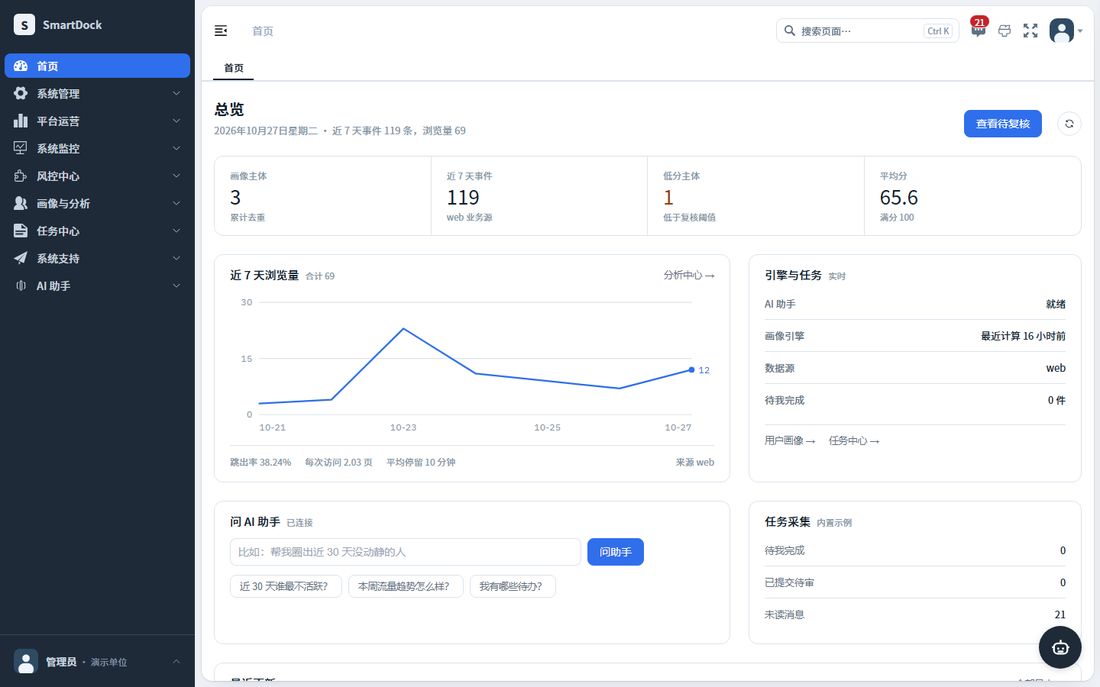 S SmartDock
首页
系统管理
平台运营
系统监控
风控中心
画像与分析
任务中心
系统支持
AI 助手
管理员 · 演示单位
首页
搜索页面… Ctrl K
21
首页
总览
2026年10月27日星期二 · 近 7 天事件 119 条，浏览量 69
查看待复核
画像主体
3
累计去重
近 7 天事件
119
web 业务源
低分主体
1
低于复核阈值
平均分
65.6
满分 100
近 7 天浏览量 合计 69
分析中心 →
30
15
0
12
10-21 10-23 10-25 10-27
跳出率 38.24% 每次访问 2.03 页 平均停留 10 分钟 来源 web
引擎与任务 实时
AI 助手 就绪
画像引擎 最近计算 16 小时前
数据源 web
待我完成 0 件
用户画像 → 任务中心 →
问 AI 助手 已连接
比如：帮我圈出近 30 天没动静的人
问助手
近 30 天谁最不活跃？ 本周流量趋势怎么样？ 我有哪些待办？
任务采集 内置示例
待我完成 0
已提交待审 0
未读消息 21